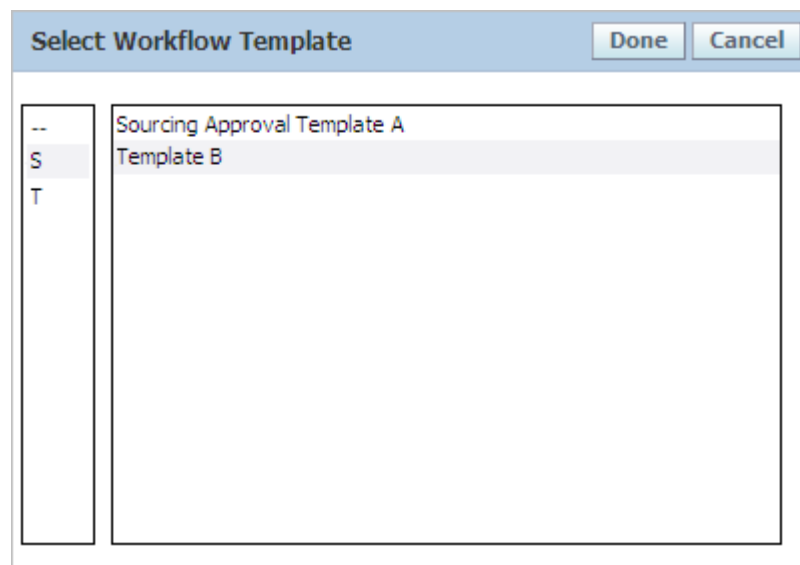 Select Workflow Template
Done
Cancel
--
S
T
Sourcing Approval Template A
Template B